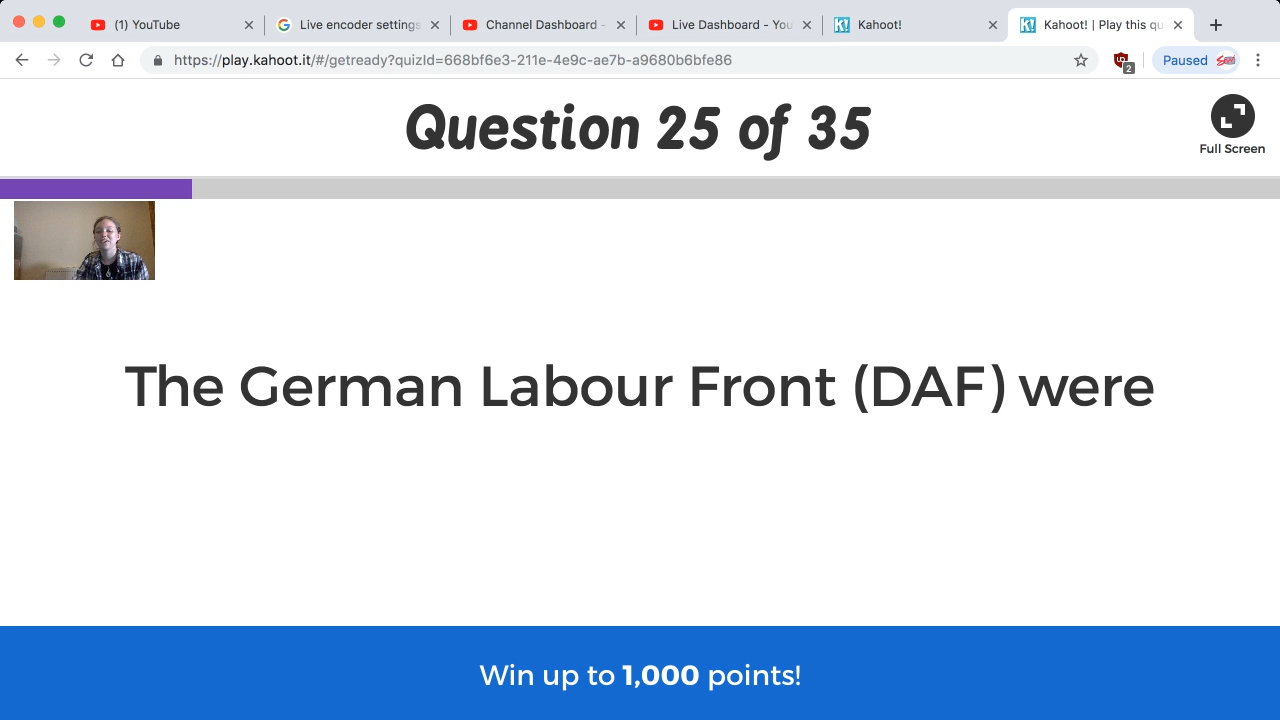 (1) YouTube
Live encoder settings
Channel Dashboard -
Live Dashboard - You
Kahoot!
Kahoot! | Play this qu
https://play.kahoot.it/#/getready?quizId=668bf6e3-211e-4e9c-ae7b-a9680b6bfe86
2
Paused
Question 25 of 35
Full Screen
The German Labour Front (DAF) were
Win up to 1,000 points!